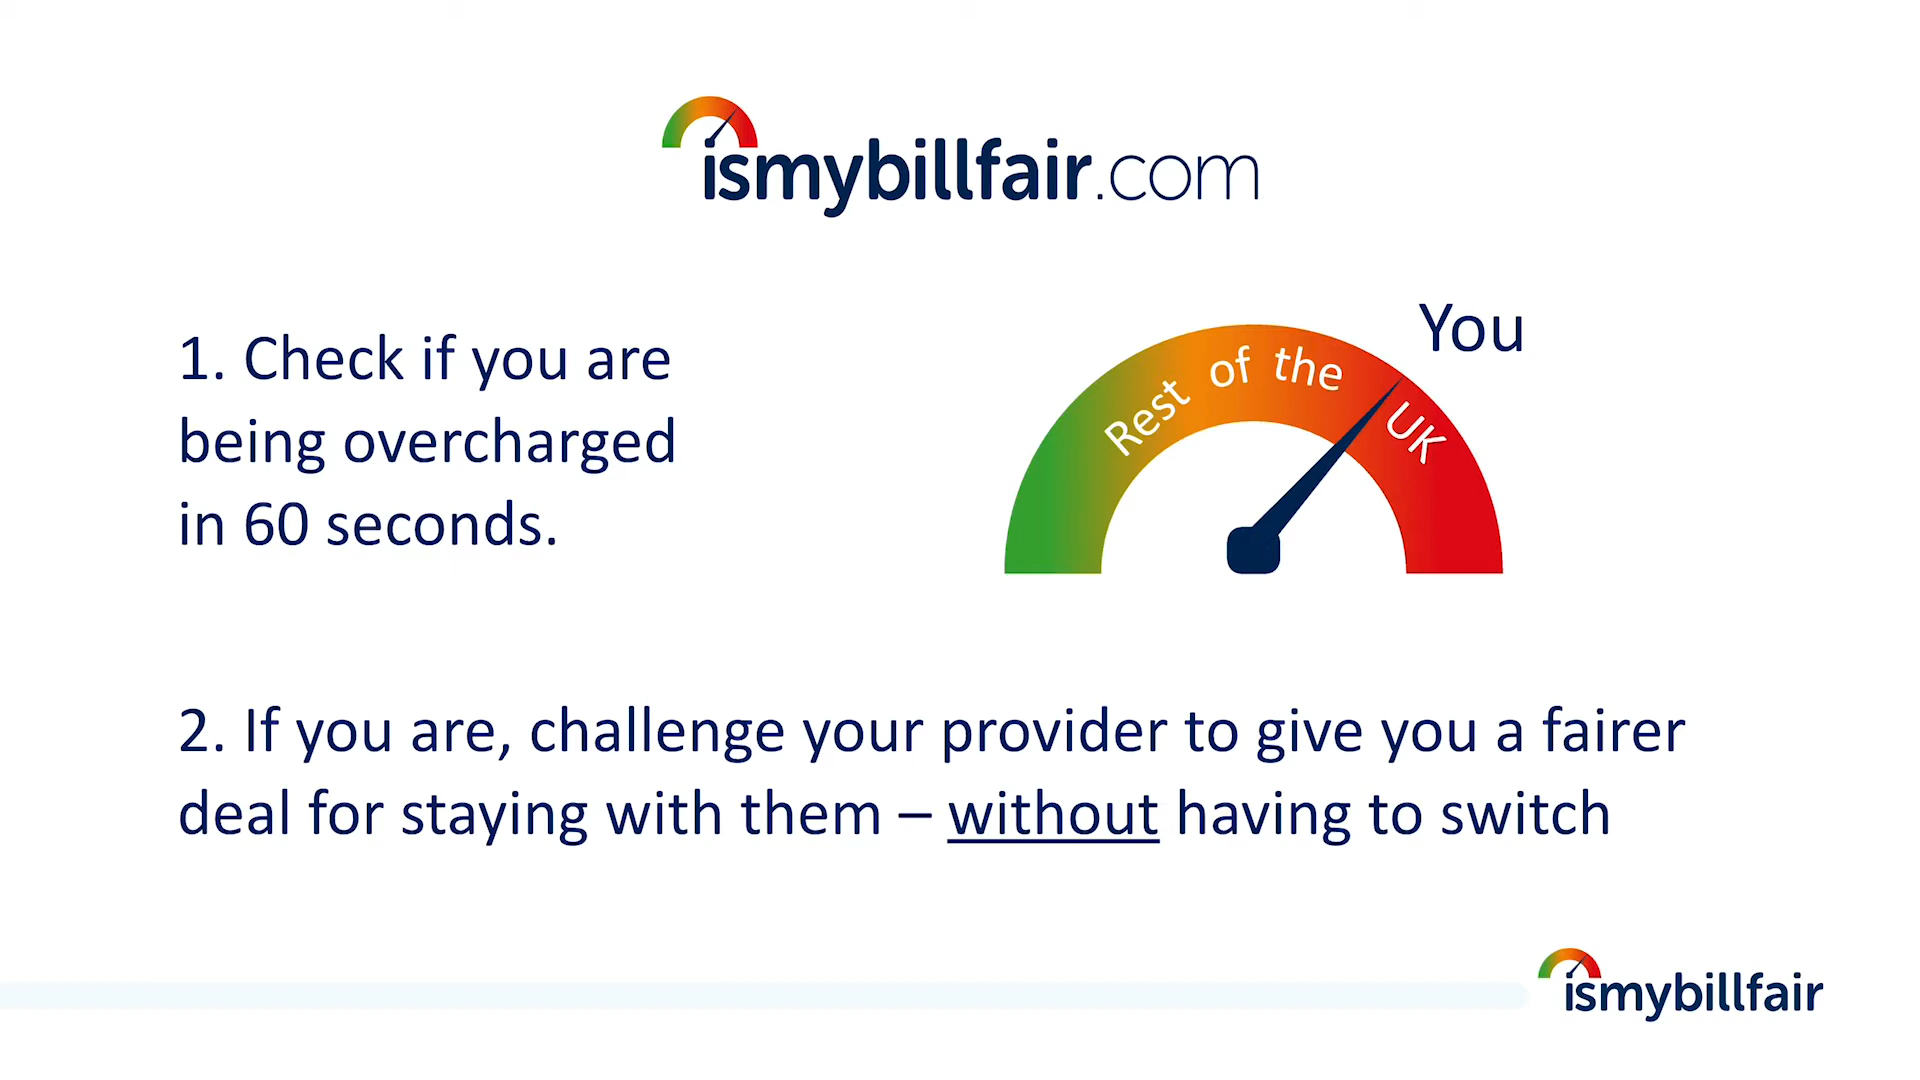 ismybillfair.com
1. Check if you are
being overcharged
in 60 seconds.
You
Rest of the UK
2. If you are, challenge your provider to give you a fairer
deal for staying with them – without having to switch
ismybillfair